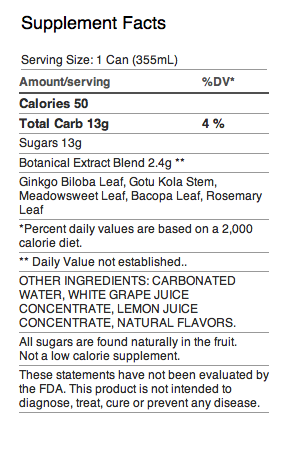 Supplement Facts
Serving Size: 1 Can (355mL)
Amount/serving %DV*
Calories 50
Total Carb 13g 4 %
Sugars 13g
Botanical Extract Blend 2.4g **
Ginkgo Biloba Leaf, Gotu Kola Stem,
Meadowsweet Leaf, Bacopa Leaf, Rosemary
Leaf
*Percent daily values are based on a 2,000
calorie diet.
** Daily Value not established..
OTHER INGREDIENTS: CARBONATED
WATER, WHITE GRAPE JUICE
CONCENTRATE, LEMON JUICE
CONCENTRATE, NATURAL FLAVORS.
All sugars are found naturally in the fruit.
Not a low calorie supplement.
These statements have not been evaluated by
the FDA. This product is not intended to
diagnose, treat, cure or prevent any disease.